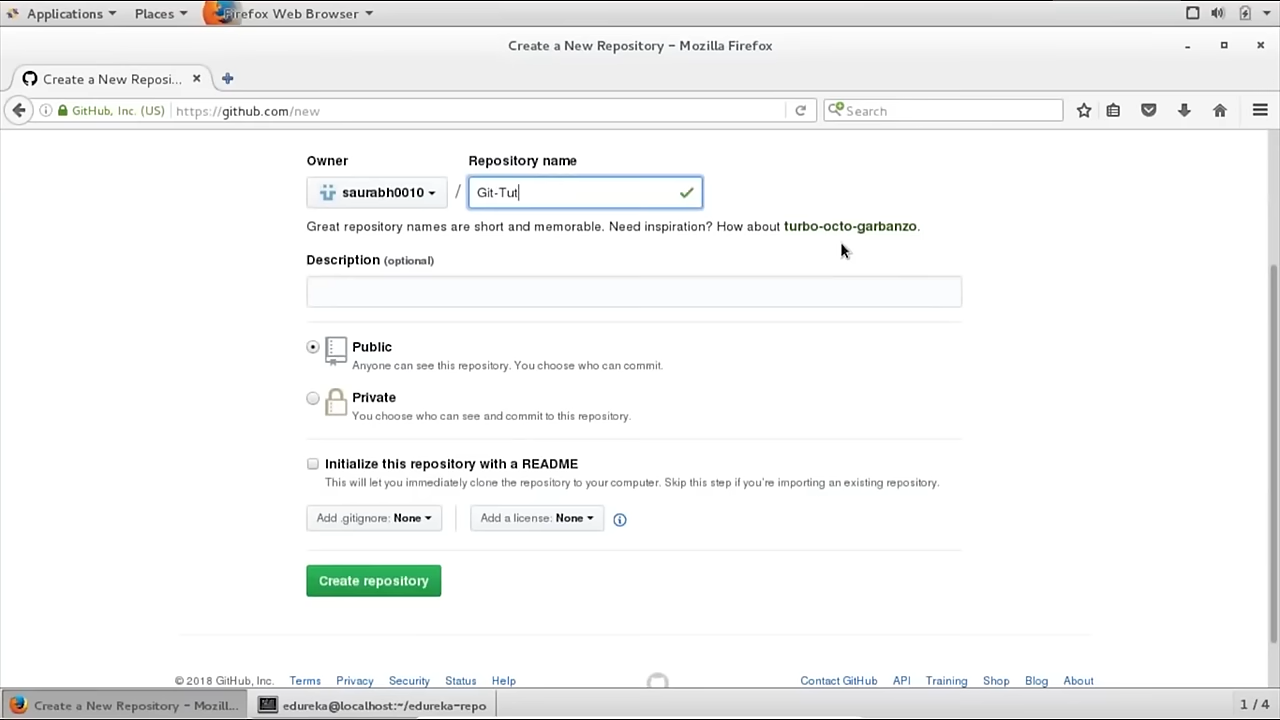 Applications Places Firefox Web Browser
Create a New Repository – Mozilla Firefox
Create a New Reposi...
GitHub, Inc. (US) https://github.com/new Search
Owner Repository name
saurabh0010 / Git-Tut
Great repository names are short and memorable. Need inspiration? How about turbo-octo-garbanzo.
Description (optional)
Public
Anyone can see this repository. You choose who can commit.
Private
You choose who can see and commit to this repository.
Initialize this repository with a README
This will let you immediately clone the repository to your computer. Skip this step if you're importing an existing repository.
Add .gitignore: None Add a license: None
Create repository
© 2018 GitHub, Inc. Terms Privacy Security Status Help Contact GitHub API Training Shop Blog About
Create a New Repository – Mozill... edureka@localhost:~/edureka-repo 1 / 4